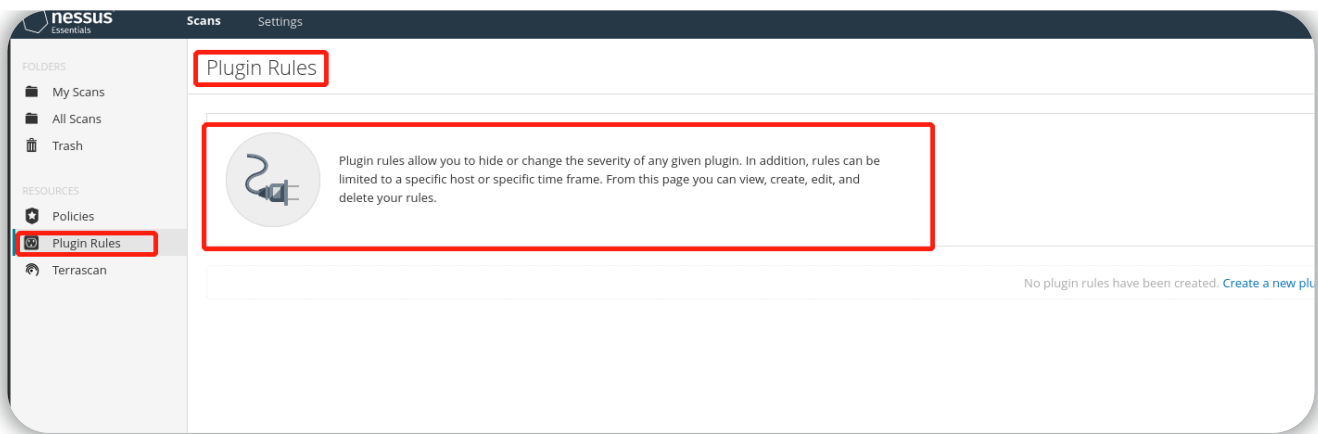 nessus
Essentials
Scans
Settings
FOLDERS
My Scans
All Scans
Trash
RESOURCES
Policies
Plugin Rules
Terrascan
Plugin Rules
Plugin rules allow you to hide or change the severity of any given plugin. In addition, rules can be
limited to a specific host or specific time frame. From this page you can view, create, edit, and
delete your rules.
No plugin rules have been created. Create a new plu